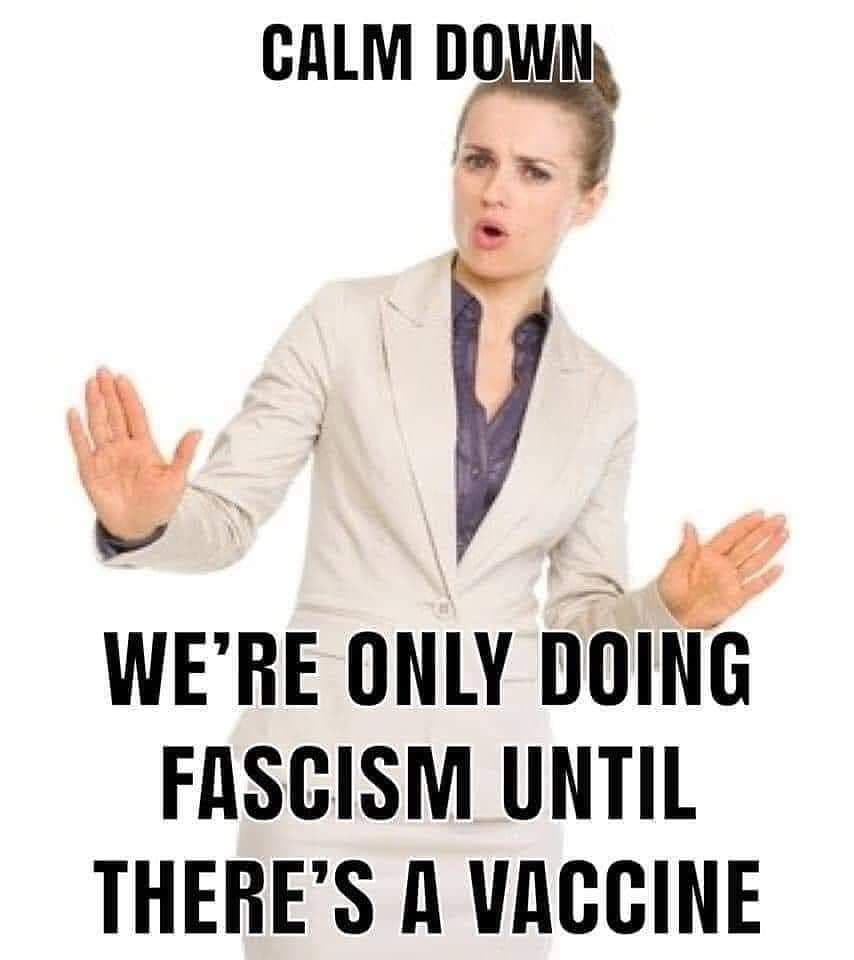 CALM DOWN
WE'RE ONLY DOING
FASCISM UNTIL
THERE'S A VACCINE